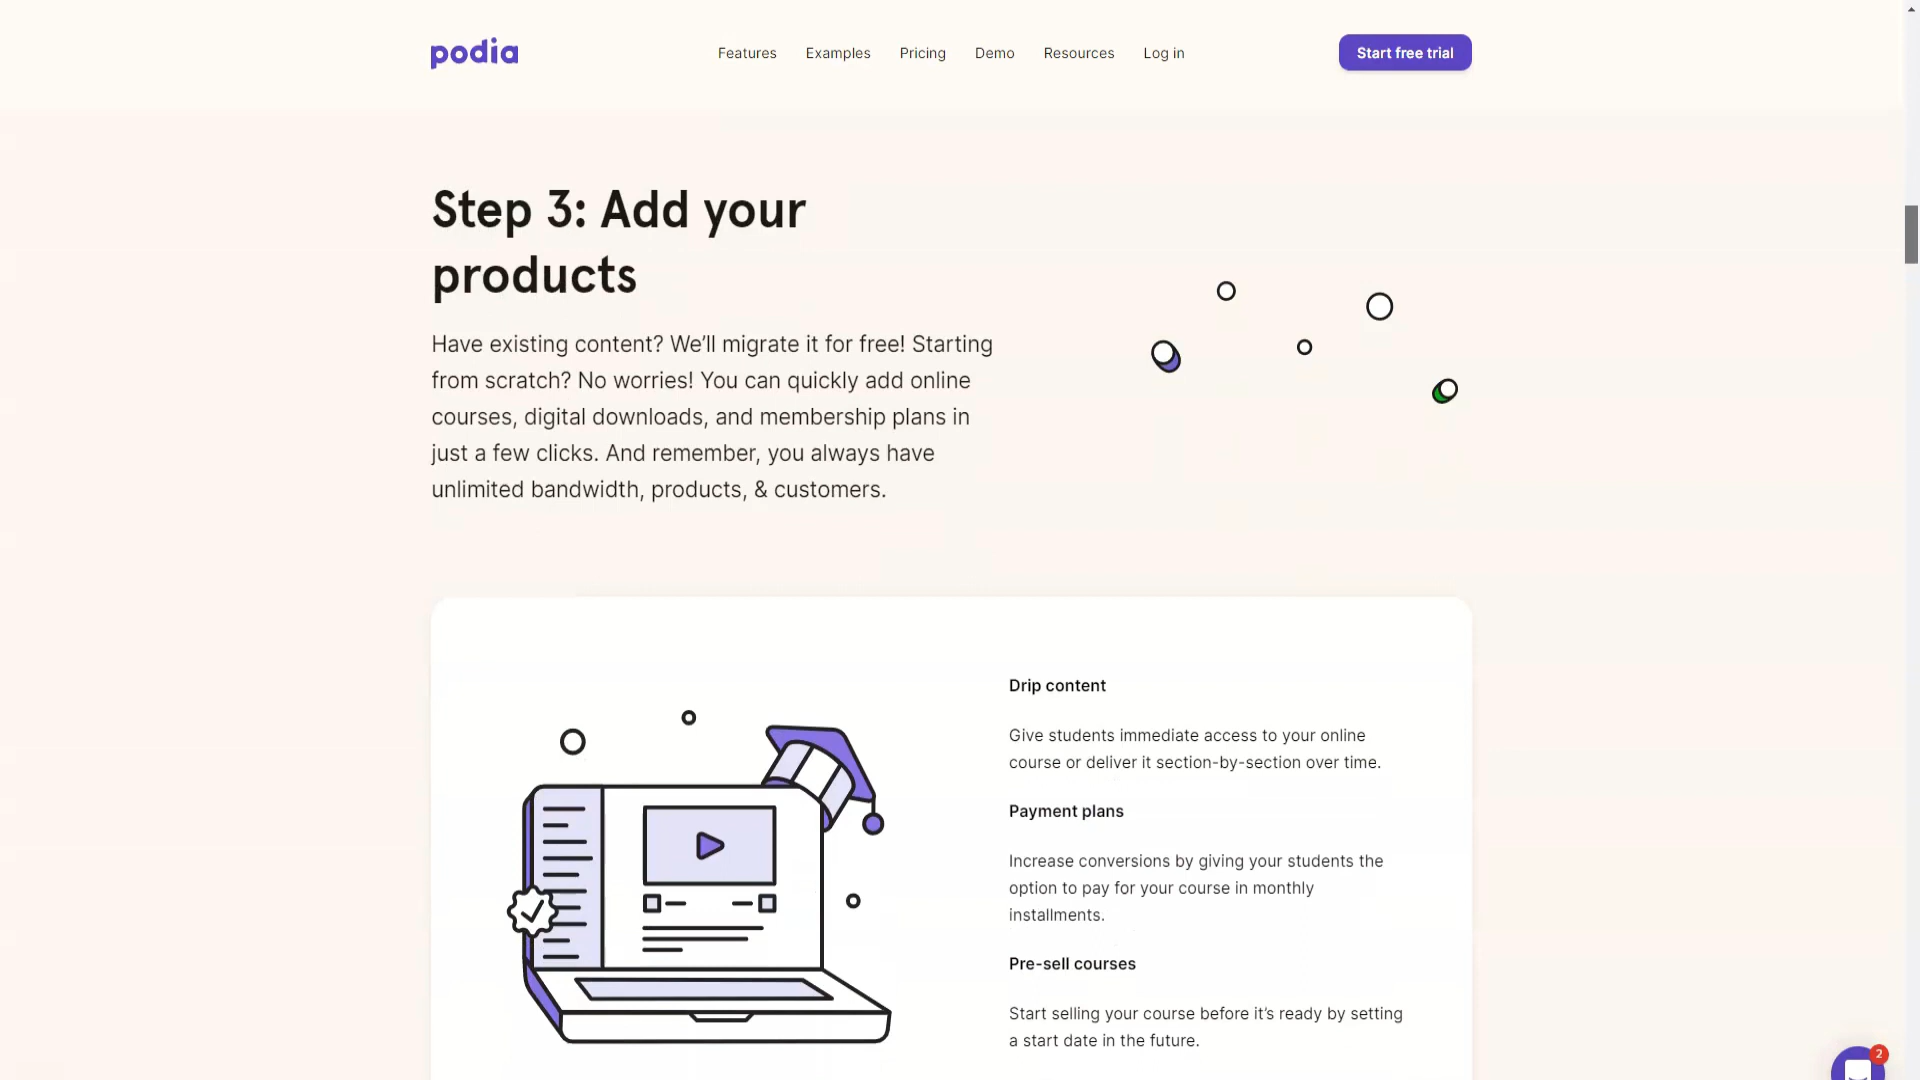 podia
Features
Examples
Pricing
Demo
Resources
Log in
Start free trial
Step 3: Add your
products
Have existing content? We’ll migrate it for free! Starting
from scratch? No worries! You can quickly add online
courses, digital downloads, and membership plans in
just a few clicks. And remember, you always have
unlimited bandwidth, products, & customers.
Drip content
Give students immediate access to your online
course or deliver it section-by-section over time.
Payment plans
Increase conversions by giving your students the
option to pay for your course in monthly
installments.
Pre-sell courses
Start selling your course before it’s ready by setting
a start date in the future.
2